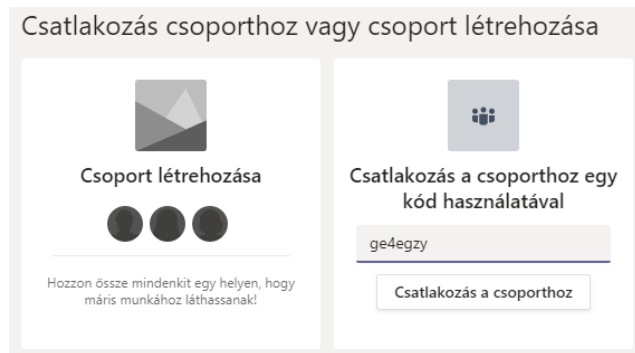 Csatlakozás csoporthoz vagy csoport létrehozása
Csoport létrehozása
Hozzon össze mindenkit egy helyen, hogy
máris munkához láthassanak!
Csatlakozás a csoporthoz egy
kód használatával
ge4egzy
Csatlakozás a csoporthoz